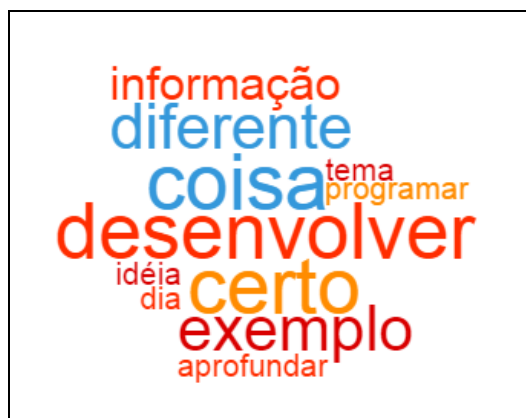 informação
diferente
coisa
tema
programar
desenvolver
idéia
dia
certo
exemplo
aprofundar